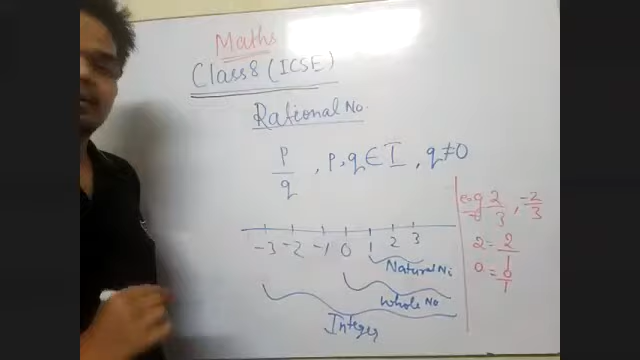 Maths
Class 8 (ICSE)
Rational No.
p/q , p, q ∈ I , q ≠ 0
e.g. 2/3 , -2/3
2 = 2/1
0 = 0/1
-3 -2 -1 0 1 2 3
Natural No
Whole No
Integer